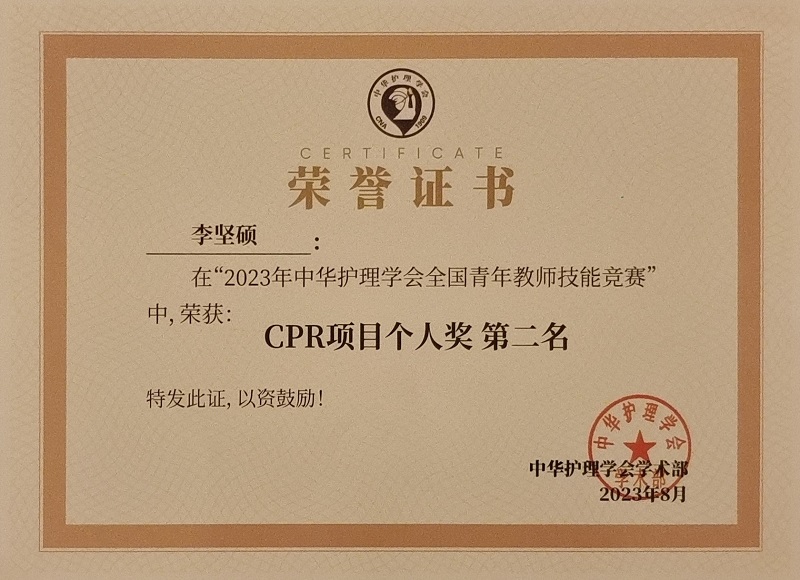 中华护理学会
CNA 1909
CERTIFICATE
荣誉证书
李坚硕：
在“2023年中华护理学会全国青年教师技能竞赛”
中, 荣获：
CPR项目个人奖 第二名
特发此证, 以资鼓励！
中华护理学会
中华护理学会学术部
学术部
2023年8月